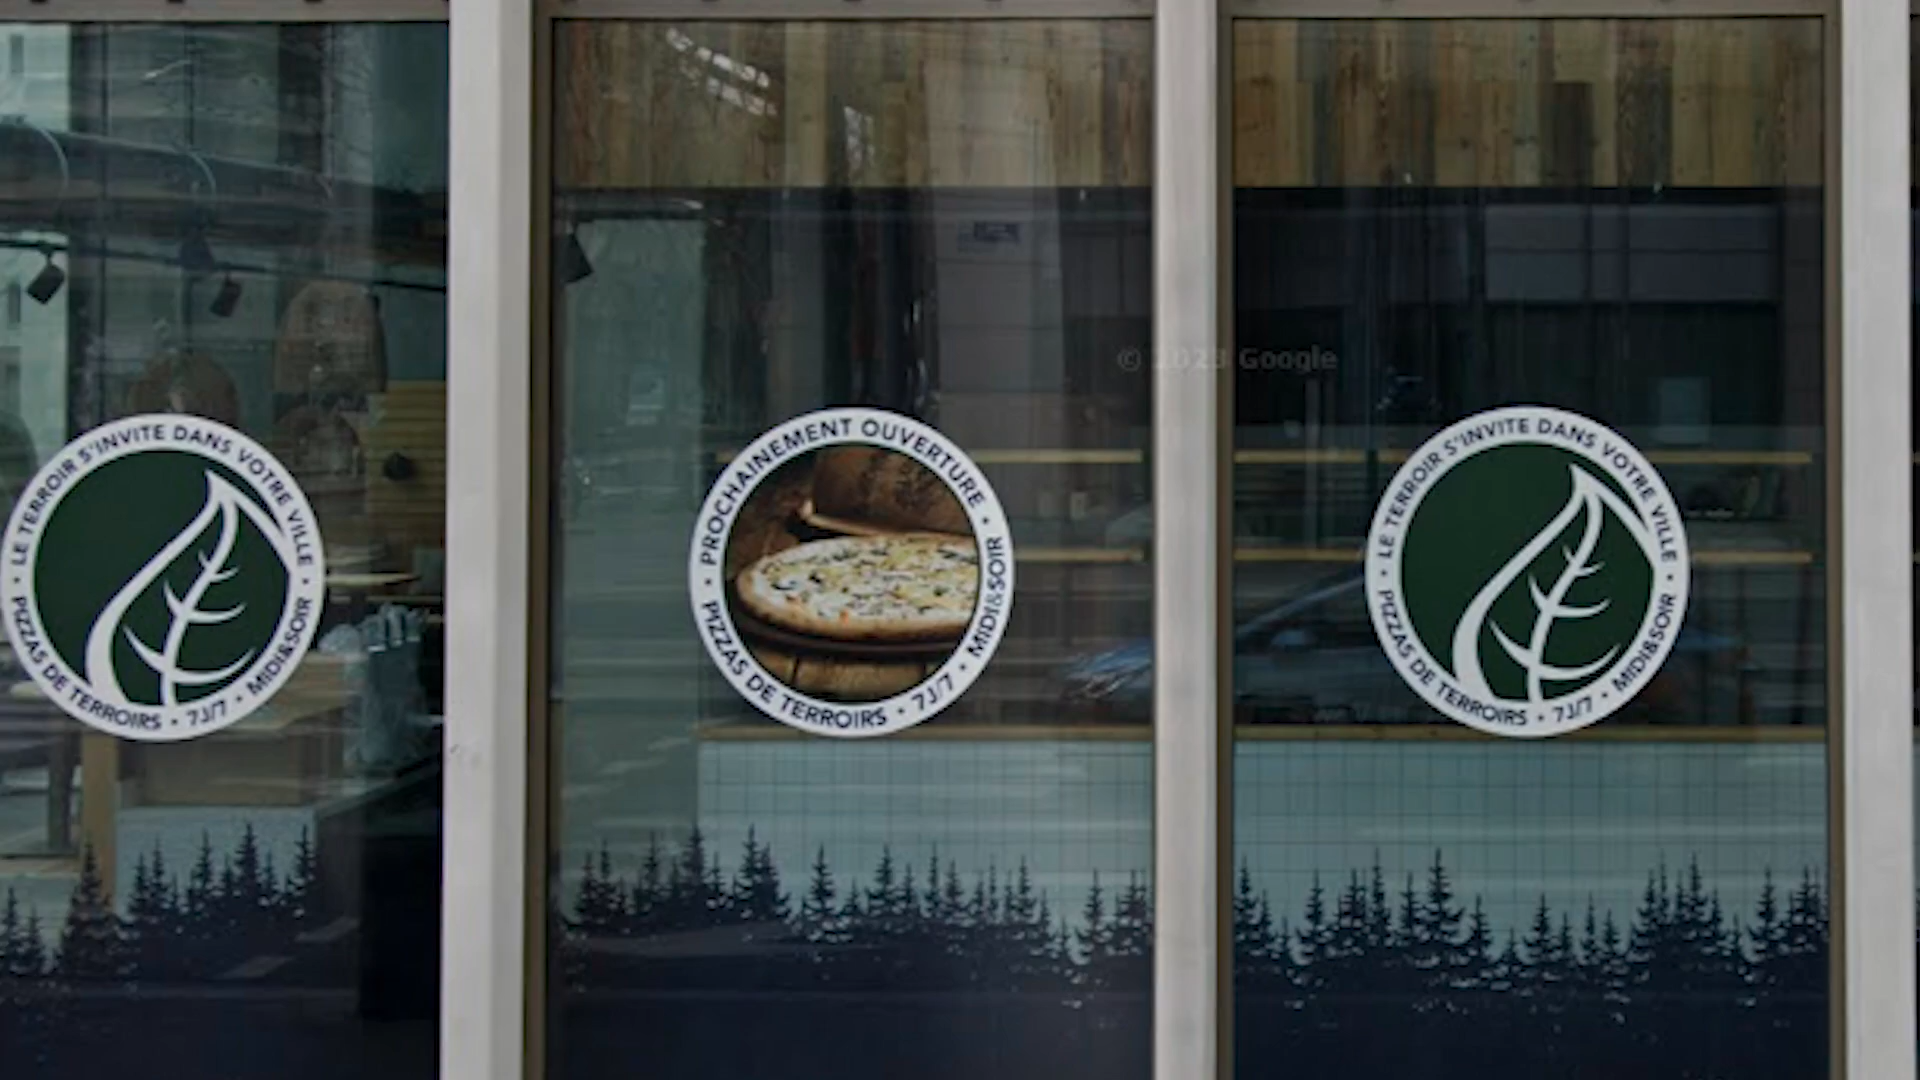 LE TERROIR S'INVITE DANS VOTRE VILLE •
PIZZAS DE TERROIRS • 7J/7 • MIDI&SOIR •
PROCHAINEMENT OUVERTURE •
PIZZAS DE TERROIRS • 7J/7 • MIDI&SOIR •
LE TERROIR S'INVITE DANS VOTRE VILLE •
PIZZAS DE TERROIRS • 7J/7 • MIDI&SOIR •
© 2023 Google